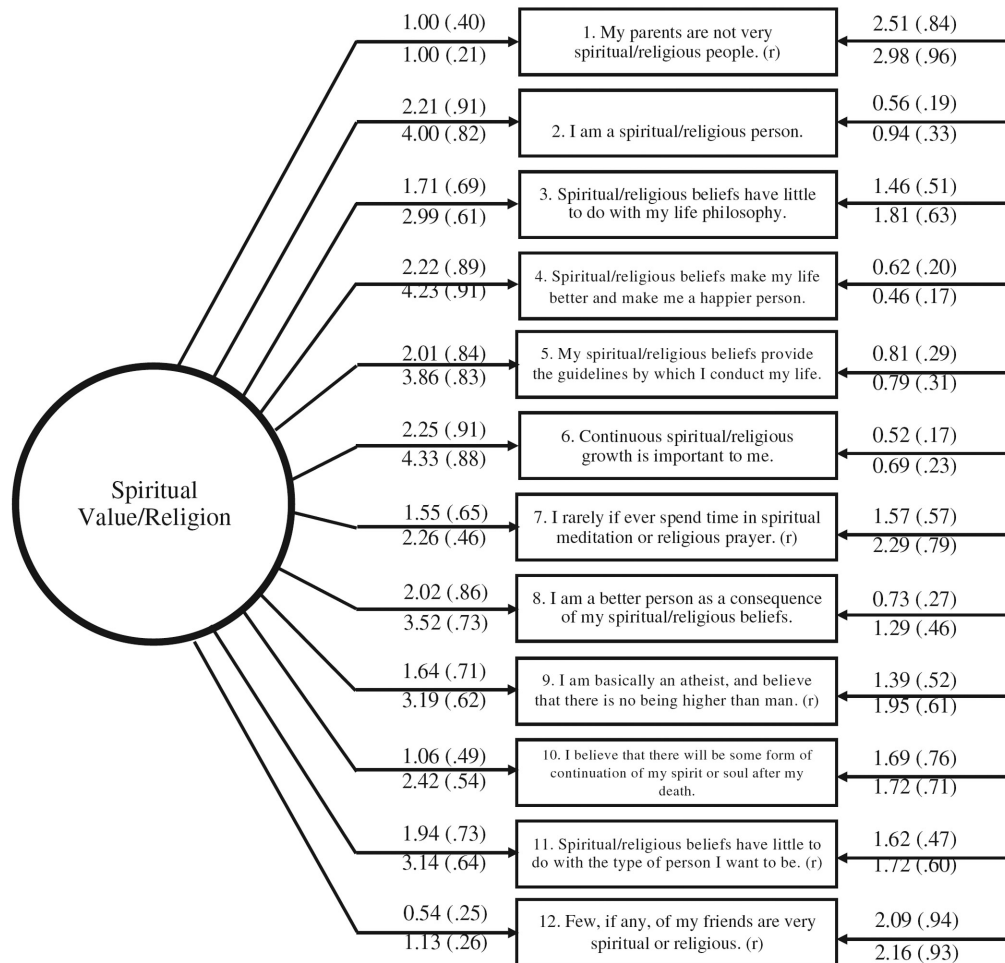 1.00 (.40)
1.00 (.21)
1. My parents are not very
spiritual/religious people. (r)
2.51 (.84)
2.98 (.96)
2.21 (.91)
4.00 (.82)
2. I am a spiritual/religious person.
0.56 (.19)
0.94 (.33)
1.71 (.69)
2.99 (.61)
3. Spiritual/religious beliefs have little
to do with my life philosophy.
1.46 (.51)
1.81 (.63)
2.22 (.89)
4.23 (.91)
4. Spiritual/religious beliefs make my life
better and make me a happier person.
0.62 (.20)
0.46 (.17)
2.01 (.84)
3.86 (.83)
5. My spiritual/religious beliefs provide
the guidelines by which I conduct my life.
0.81 (.29)
0.79 (.31)
2.25 (.91)
4.33 (.88)
6. Continuous spiritual/religious
growth is important to me.
0.52 (.17)
0.69 (.23)
Spiritual
Value/Religion
1.55 (.65)
2.26 (.46)
7. I rarely if ever spend time in spiritual
meditation or religious prayer. (r)
1.57 (.57)
2.29 (.79)
2.02 (.86)
3.52 (.73)
8. I am a better person as a consequence
of my spiritual/religious beliefs.
0.73 (.27)
1.29 (.46)
1.64 (.71)
3.19 (.62)
9. I am basically an atheist, and believe
that there is no being higher than man. (r)
1.39 (.52)
1.95 (.61)
1.06 (.49)
2.42 (.54)
10. I believe that there will be some form of
continuation of my spirit or soul after my
death.
1.69 (.76)
1.72 (.71)
1.94 (.73)
3.14 (.64)
11. Spiritual/religious beliefs have little to
do with the type of person I want to be. (r)
1.62 (.47)
1.72 (.60)
0.54 (.25)
1.13 (.26)
12. Few, if any, of my friends are very
spiritual or religious. (r)
2.09 (.94)
2.16 (.93)